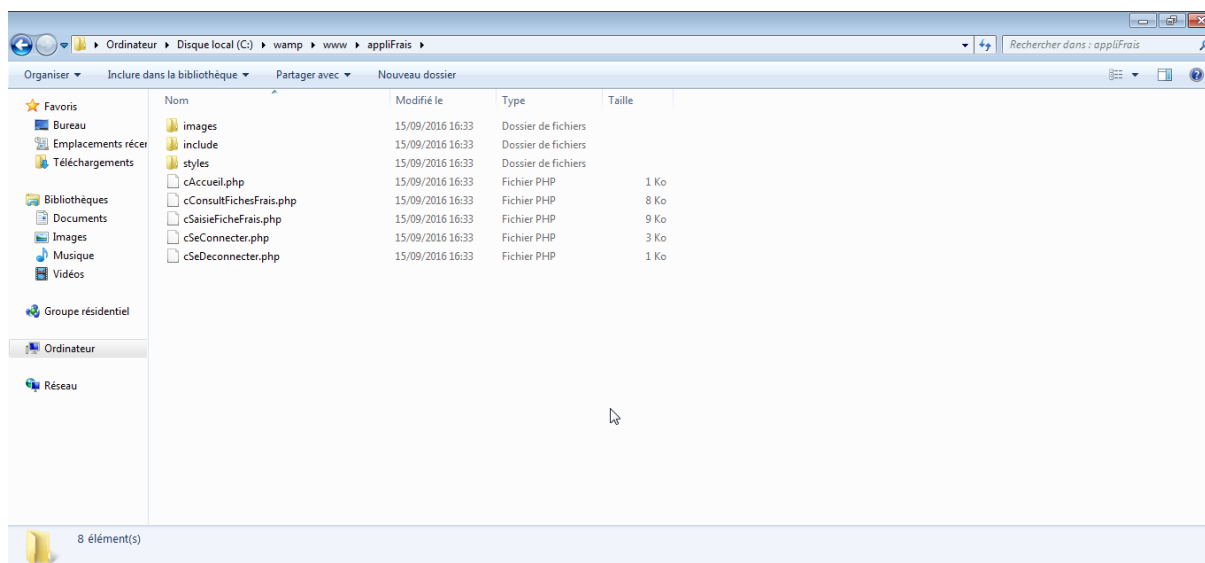 Ordinateur Disque local (C:) wamp www appliFrais Rechercher dans : appliFrais
Organiser Inclure dans la bibliothèque Partager avec Nouveau dossier
Nom Modifié le Type Taille
Favoris
Bureau
Emplacements récer
Téléchargements
Bibliothèques
Documents
Images
Musique
Vidéos
Groupe résidentiel
Ordinateur
Réseau
images 15/09/2016 16:33 Dossier de fichiers
include 15/09/2016 16:33 Dossier de fichiers
styles 15/09/2016 16:33 Dossier de fichiers
cAccueil.php 15/09/2016 16:33 Fichier PHP 1 Ko
cConsultFichesFrais.php 15/09/2016 16:33 Fichier PHP 8 Ko
cSaisieFicheFrais.php 15/09/2016 16:33 Fichier PHP 9 Ko
cSeConnecter.php 15/09/2016 16:33 Fichier PHP 3 Ko
cSeDeconnecter.php 15/09/2016 16:33 Fichier PHP 1 Ko
8 élément(s)